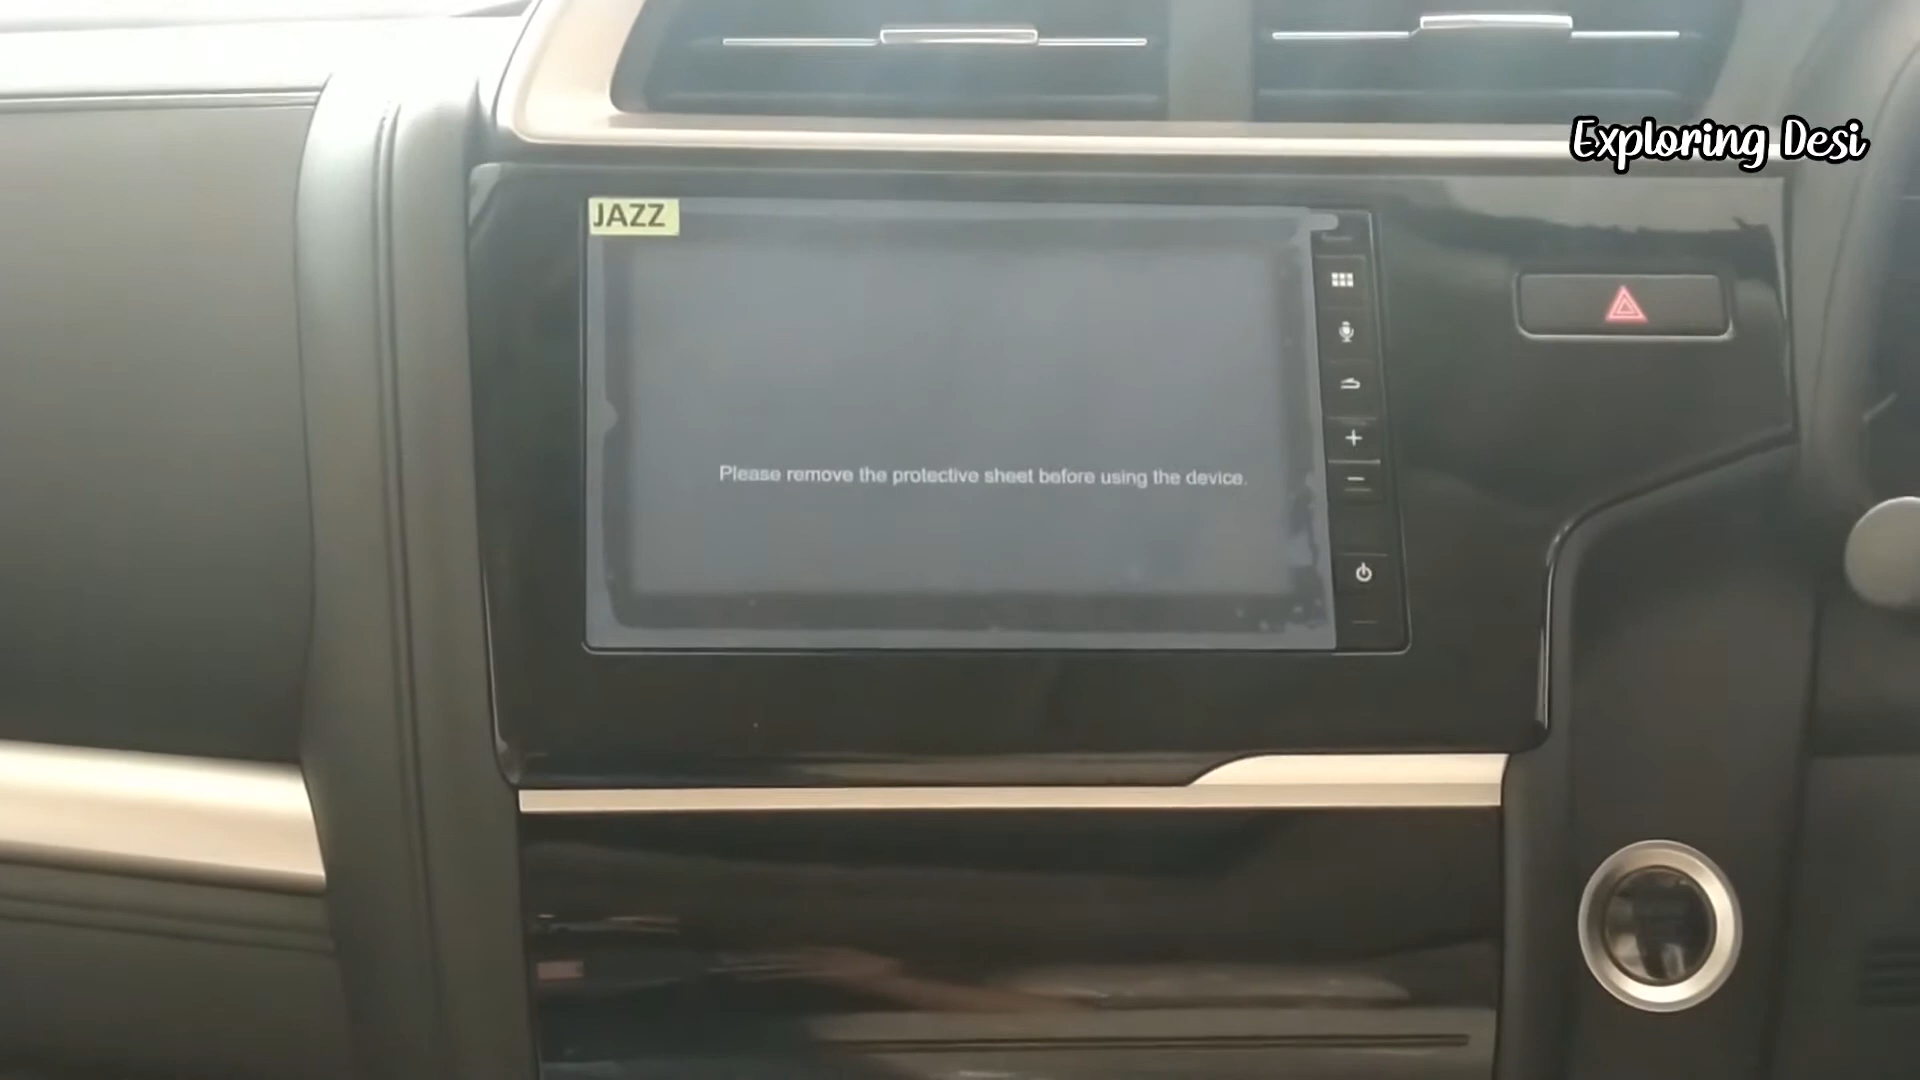 Exploring Desi
JAZZ
Please remove the protective sheet before using the device.